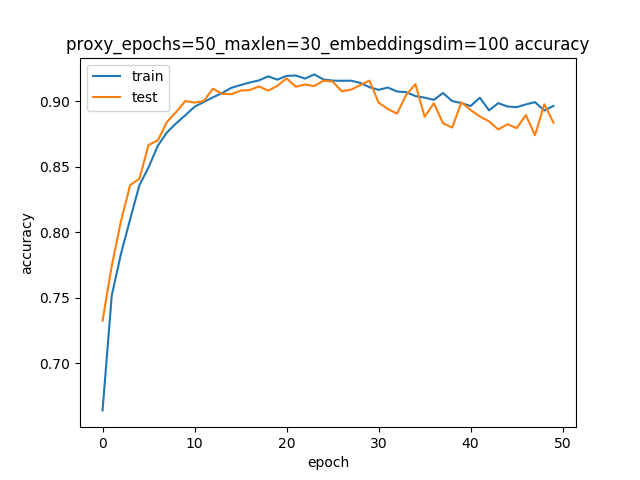 proxy_epochs=50_maxlen=30_embeddingsdim=100 accuracy
train
test
accuracy
0.90
0.85
0.80
0.75
0.70
0 10 20 30 40 50
epoch